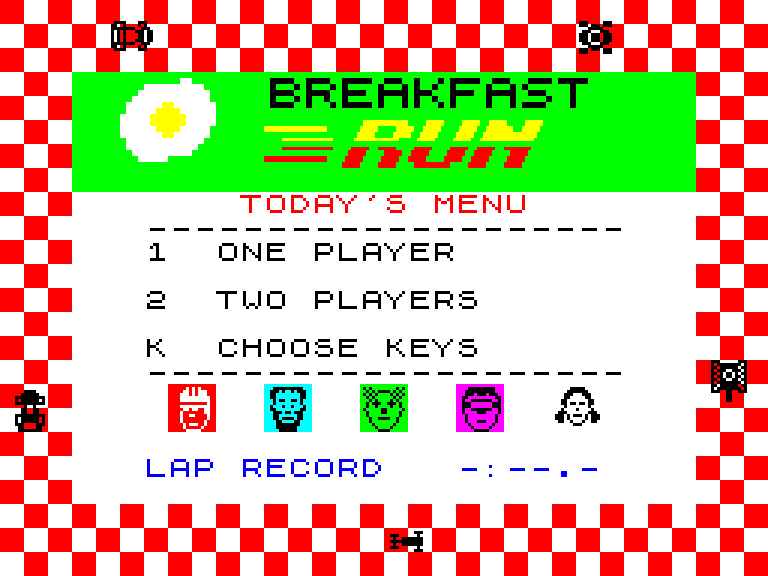 BREAKFAST
RUN
TODAY'S MENU
--------------------
1 ONE PLAYER
2 TWO PLAYERS
K CHOOSE KEYS
--------------------
LAP RECORD -:--.-